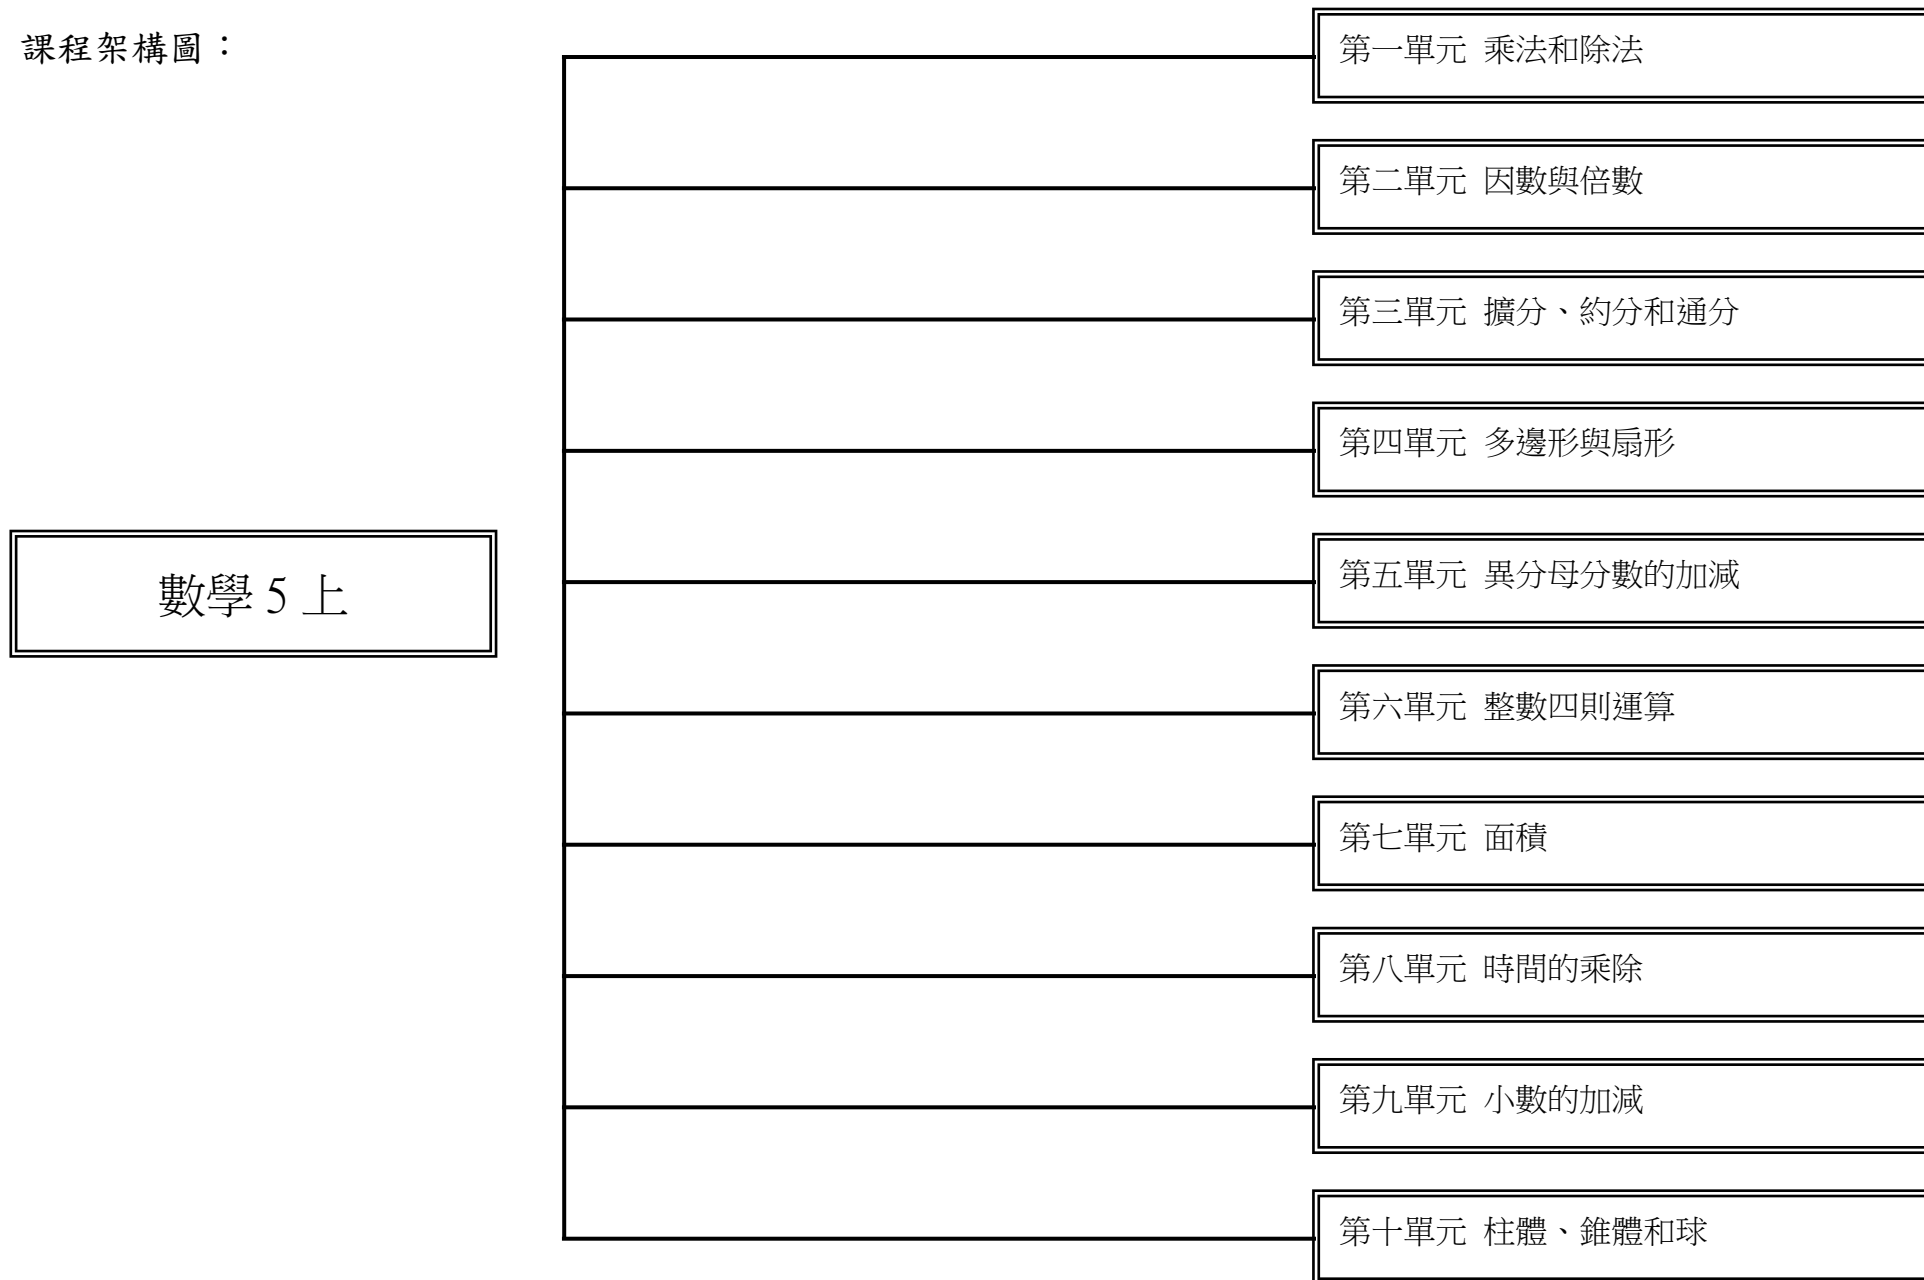 課程架構圖：
第一單元 乘法和除法
第二單元 因數與倍數
第三單元 擴分、約分和通分
第四單元 多邊形與扇形
第五單元 異分母分數的加減
數學 5 上
第六單元 整數四則運算
第七單元 面積
第八單元 時間的乘除
第九單元 小數的加減
第十單元 柱體、錐體和球